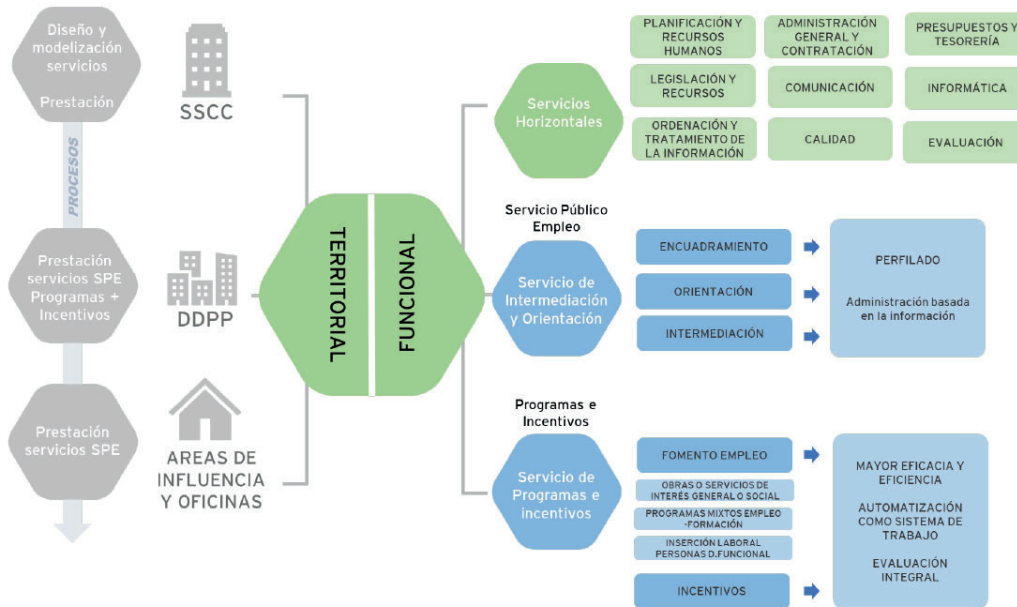 Diseño y
modelización
servicios
Prestación
PROCESOS
Prestación
servicios SPE
Programas +
Incentivos
Prestación
servicios SPE
SSCC
DDPP
AREAS DE
INFLUENCIA
Y OFICINAS
TERRITORIAL
FUNCIONAL
Servicios
Horizontales
PLANIFICACIÓN Y
RECURSOS
HUMANOS
ADMINISTRACIÓN
GENERAL Y
CONTRATACIÓN
PRESUPUESTOS Y
TESORERÍA
LEGISLACIÓN Y
RECURSOS
COMUNICACIÓN
INFORMÁTICA
ORDENACIÓN Y
TRATAMIENTO DE
LA INFORMACIÓN
CALIDAD
EVALUACIÓN
Servicio Público
Empleo
Servicio de
Intermediación
y Orientación
ENCUADRAMIENTO
ORIENTACIÓN
INTERMEDIACIÓN
PERFILADO
Administración basada
en la información
Programas e
Incentivos
Servicio de
Programas e
incentivos
FOMENTO EMPLEO
OBRAS O SERVICIOS DE
INTERÉS GENERAL O SOCIAL
PROGRAMAS MIXTOS EMPLEO
-FORMACIÓN
INSERCIÓN LABORAL
PERSONAS D.FUNCIONAL
INCENTIVOS
MAYOR EFICACIA Y
EFICIENCIA
AUTOMATIZACIÓN
COMO SISTEMA DE
TRABAJO
EVALUACIÓN
INTEGRAL